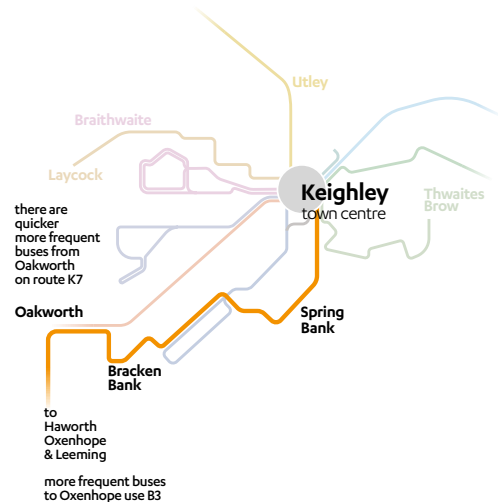 Utley
Braithwaite
Laycock
Keighley
town centre
Thwaites
Brow
there are
quicker
more frequent
buses from
Oakworth
on route K7
Oakworth
Spring
Bank
Bracken
Bank
to
Haworth
Oxenhope
& Leeming
more frequent buses
to Oxenhope use B3